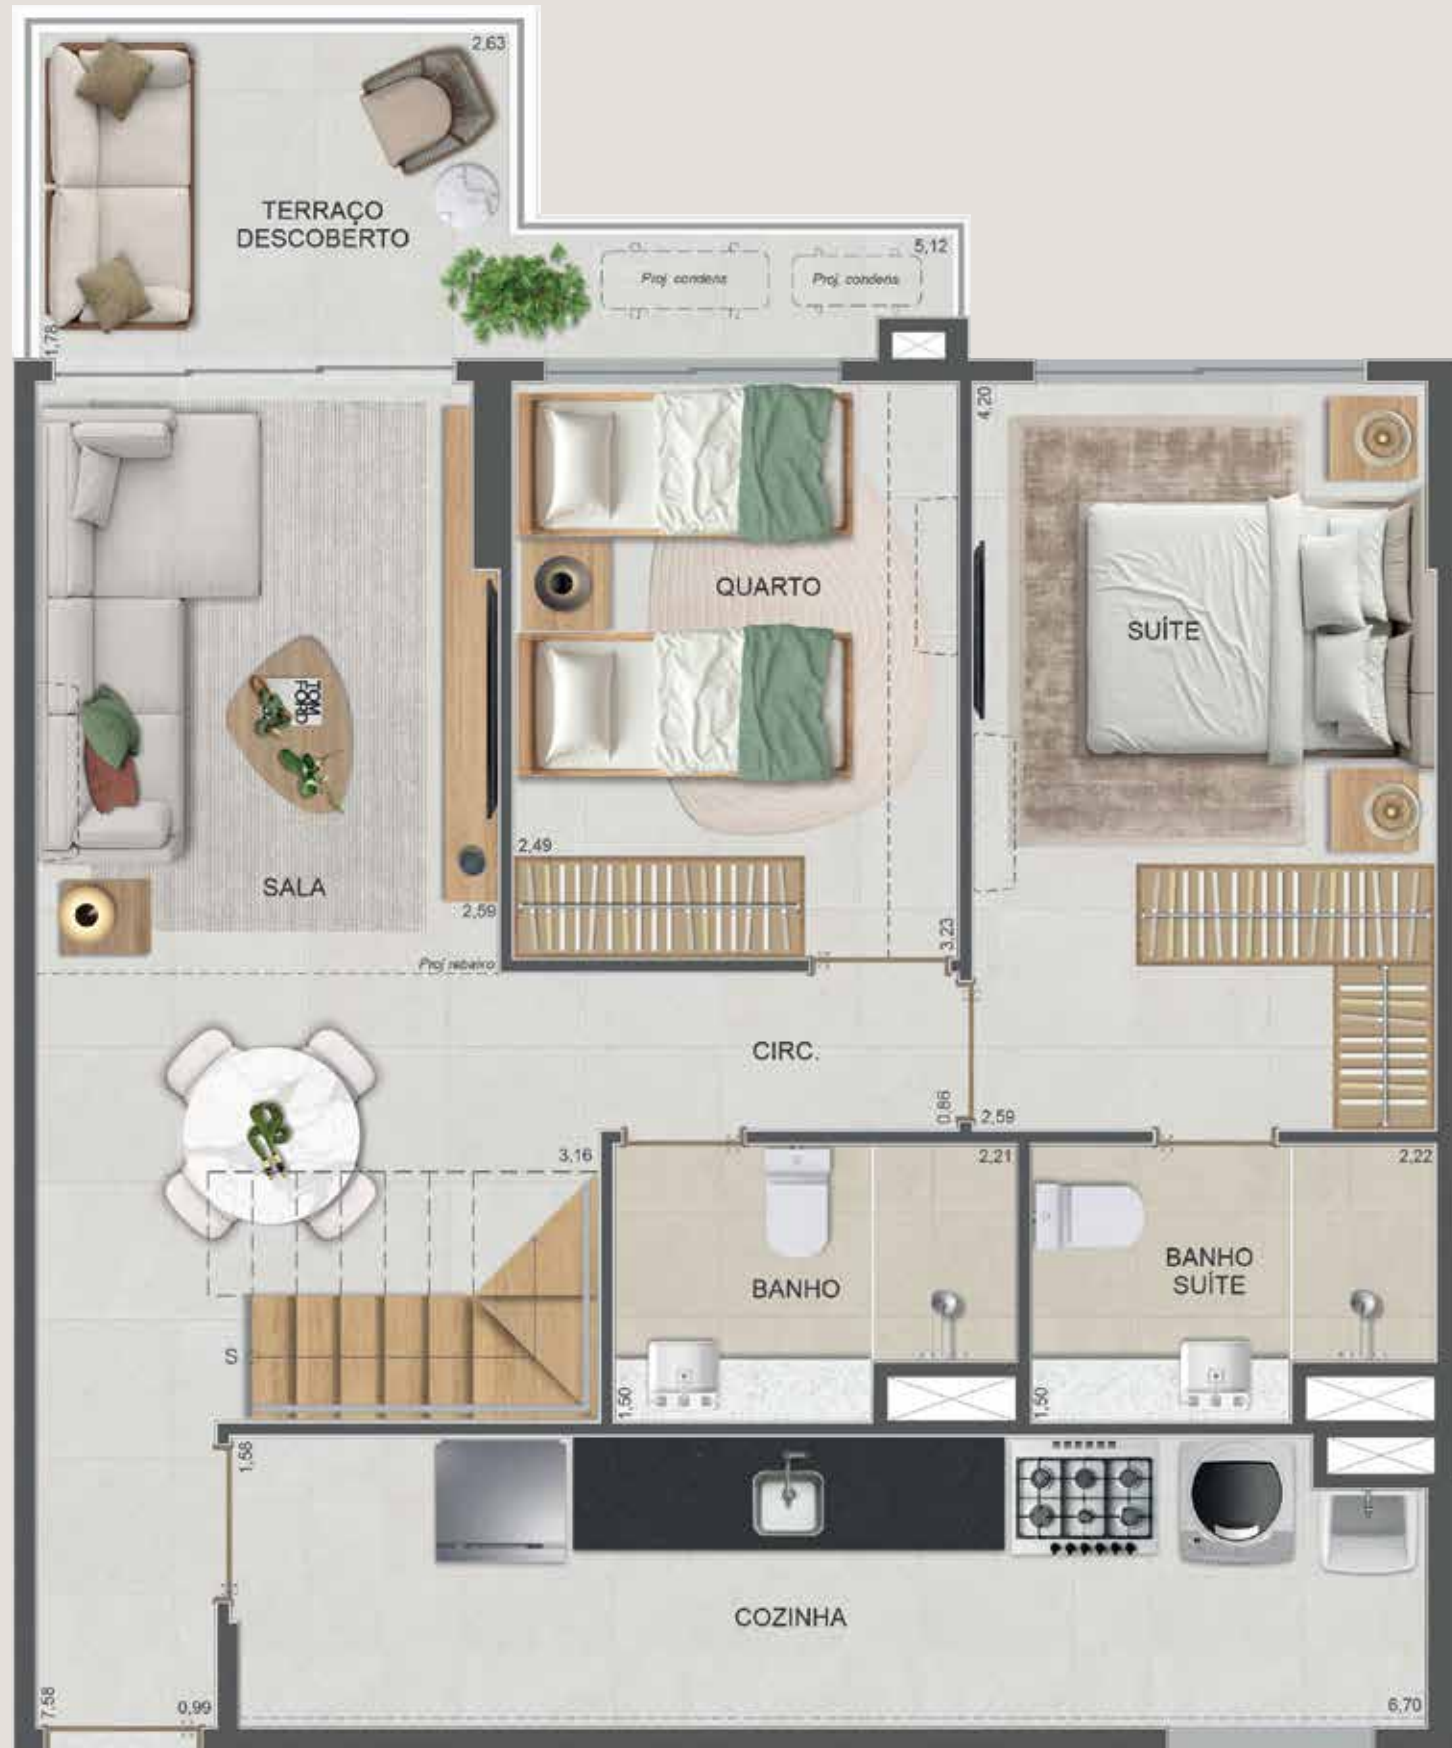 2,63
TERRAÇO
DESCOBERTO
5,12
Proj. condens
Proj. condens
1,78
4,20
QUARTO
SUÍTE
TOM
FORD
2,49
SALA
2,59
3,23
Proj rebaixo
CIRC.
0,86
2,59
3,16
2,21
2,22
BANHO
BANHO
SUÍTE
S
1,50
1,50
1,58
COZINHA
7,58
0,99
6,70